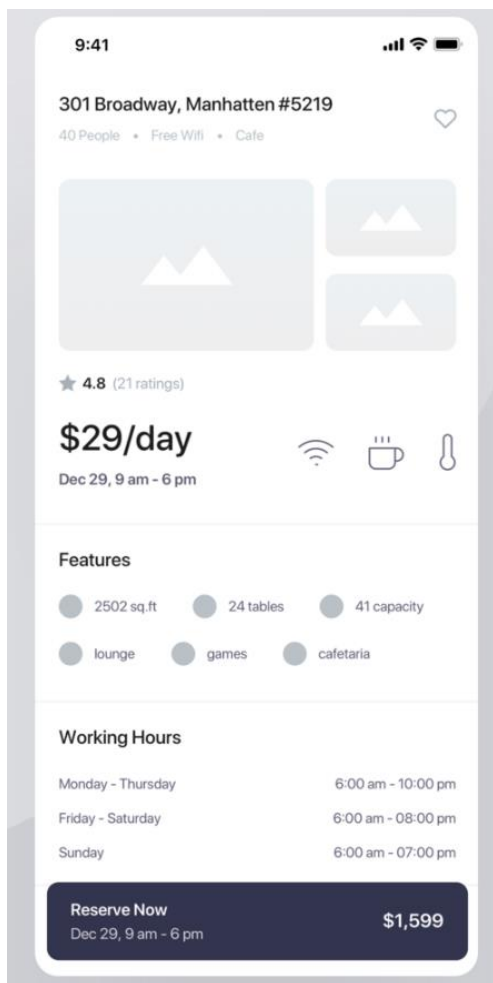 9:41
301 Broadway, Manhatten #5219
40 People • Free Wifi • Cafe
4.8 (21 ratings)
$29/day
Dec 29, 9 am - 6 pm
Features
2502 sq.ft 24 tables 41 capacity
lounge games cafetaria
Working Hours
Monday - Thursday 6:00 am - 10:00 pm
Friday - Saturday 6:00 am - 08:00 pm
Sunday 6:00 am - 07:00 pm
Reserve Now
Dec 29, 9 am - 6 pm
$1,599